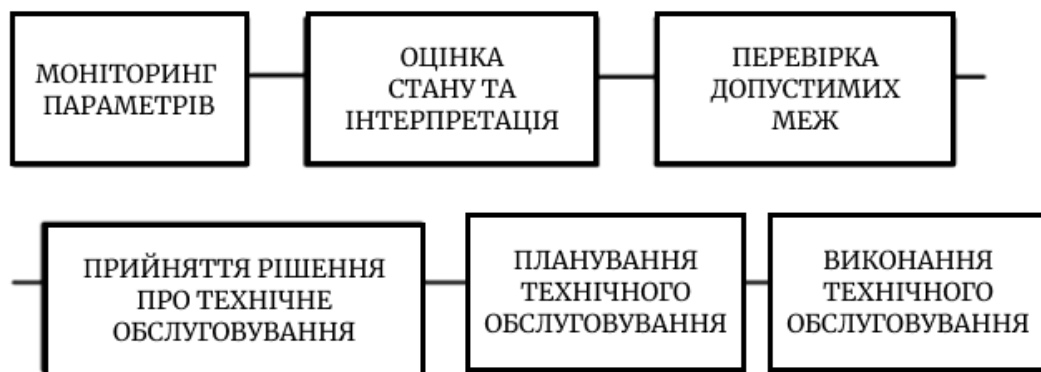 МОНІТОРИНГ
ПАРАМЕТРІВ
ОЦІНКА
СТАНУ ТА
ІНТЕРПРЕТАЦІЯ
ПЕРЕВІРКА
ДОПУСТИМИХ
МЕЖ
ПРИЙНЯТТЯ РІШЕННЯ
ПРО ТЕХНІЧНЕ
ОБСЛУГОВУВАННЯ
ПЛАНУВАННЯ
ТЕХНІЧНОГО
ОБСЛУГОВУВАННЯ
ВИКОНАННЯ
ТЕХНІЧНОГО
ОБСЛУГОВУВАННЯ